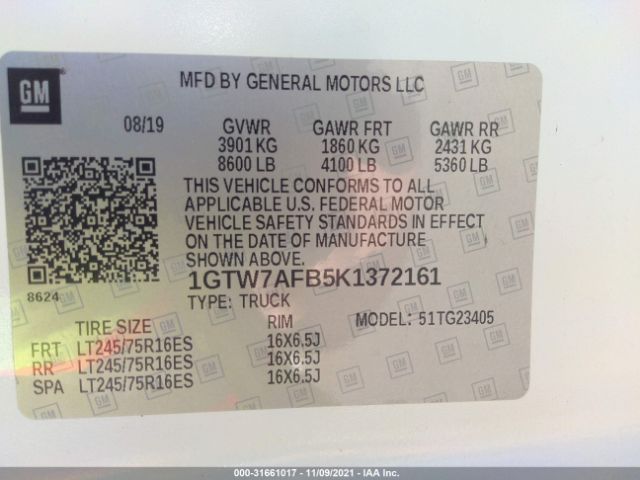 GM
MFD BY GENERAL MOTORS LLC
08/19 GVWR GAWR FRT GAWR RR
3901 KG 1860 KG 2431 KG
8600 LB 4100 LB 5360 LB
THIS VEHICLE CONFORMS TO ALL
APPLICABLE U.S. FEDERAL MOTOR
VEHICLE SAFETY STANDARDS IN EFFECT
ON THE DATE OF MANUFACTURE
SHOWN ABOVE.
8624
1GTW7AFB5K1372161
TYPE: TRUCK
TIRE SIZE RIM MODEL: 51TG23405
FRT LT245/75R16ES 16X6.5J
RR LT245/75R16ES 16X6.5J
SPA LT245/75R16ES 16X6.5J
000-31661017 - 11/09/2021 - IAA Inc.